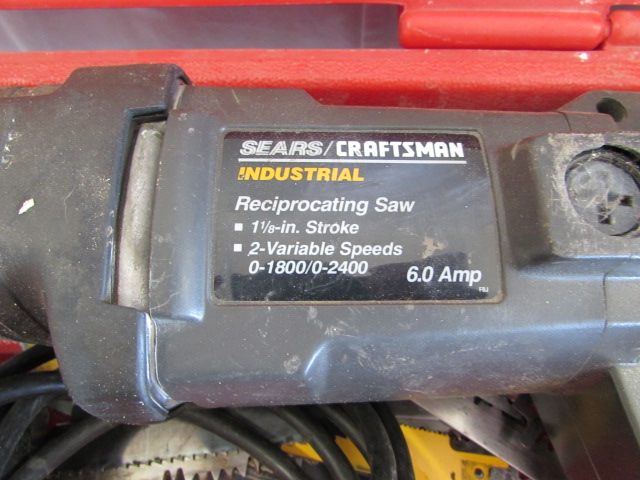 SEARS/CRAFTSMAN
INDUSTRIAL
Reciprocating Saw
▪ 1⅛-in. Stroke
▪ 2-Variable Speeds
0-1800/0-2400
6.0 Amp